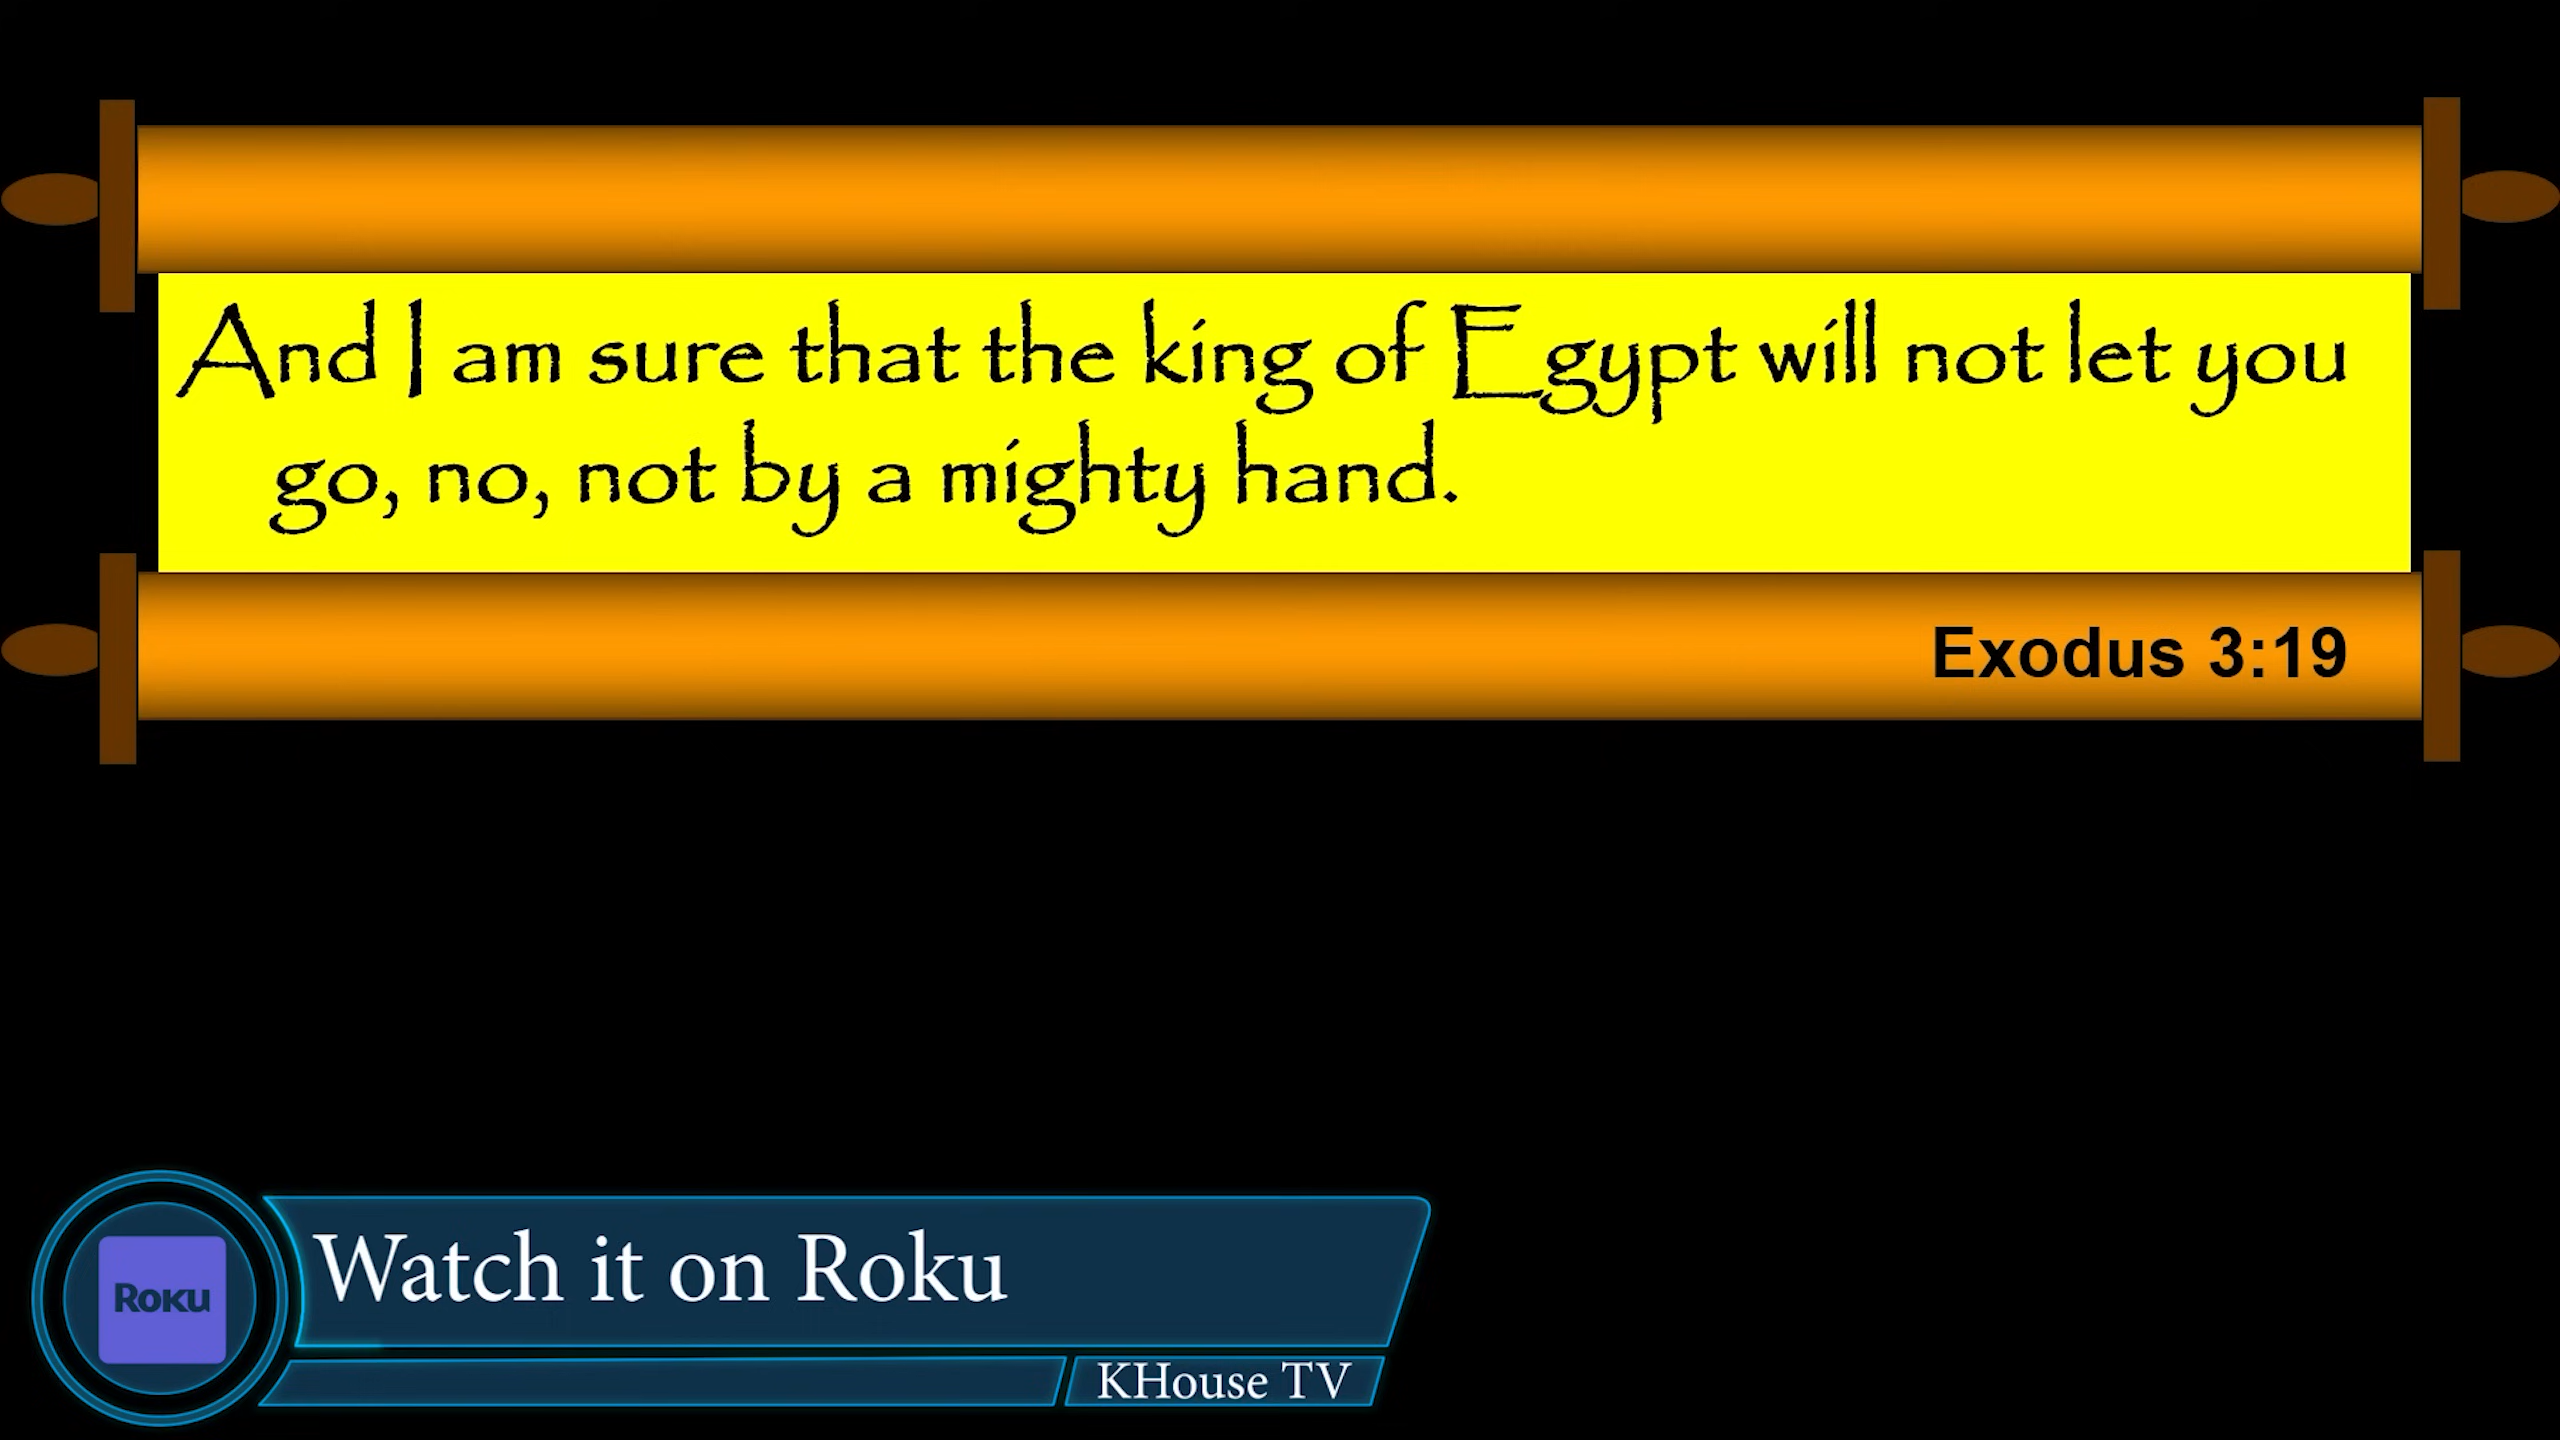 And I am sure that the king of Egypt will not let you
go, no, not by a mighty hand.
Exodus 3:19
Watch it on Roku
Roku
KHouse TV